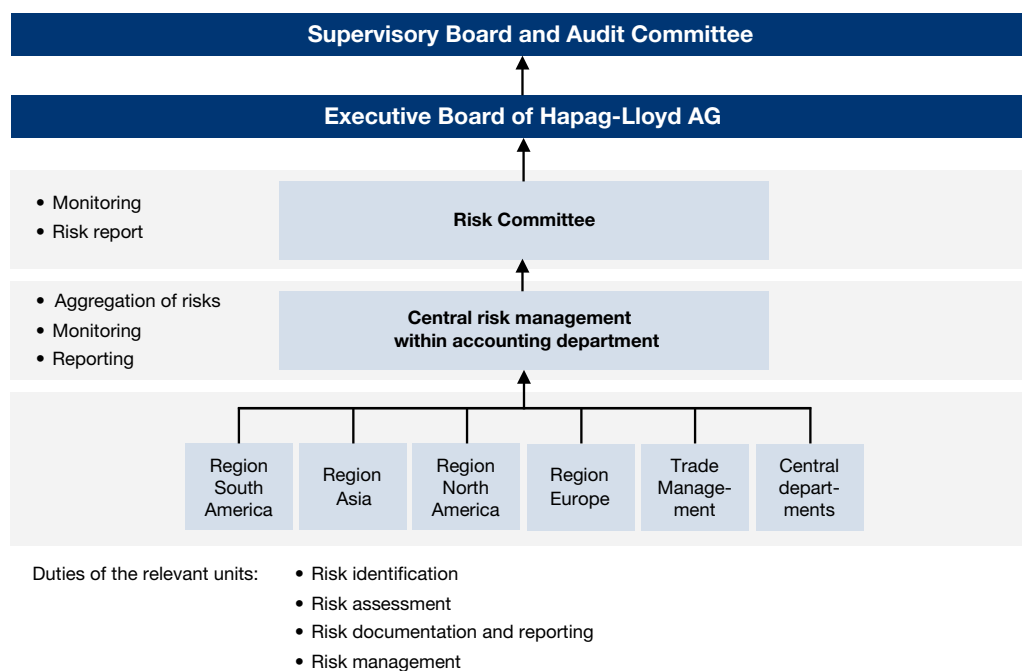 Supervisory Board and Audit Committee
Executive Board of Hapag-Lloyd AG
• Monitoring
• Risk report
Risk Committee
• Aggregation of risks
• Monitoring
• Reporting
Central risk management
within accounting department
Region
South
America
Region
Asia
Region
North
America
Region
Europe
Trade
Manage-
ment
Central
depart-
ments
Duties of the relevant units:
• Risk identification
• Risk assessment
• Risk documentation and reporting
• Risk management